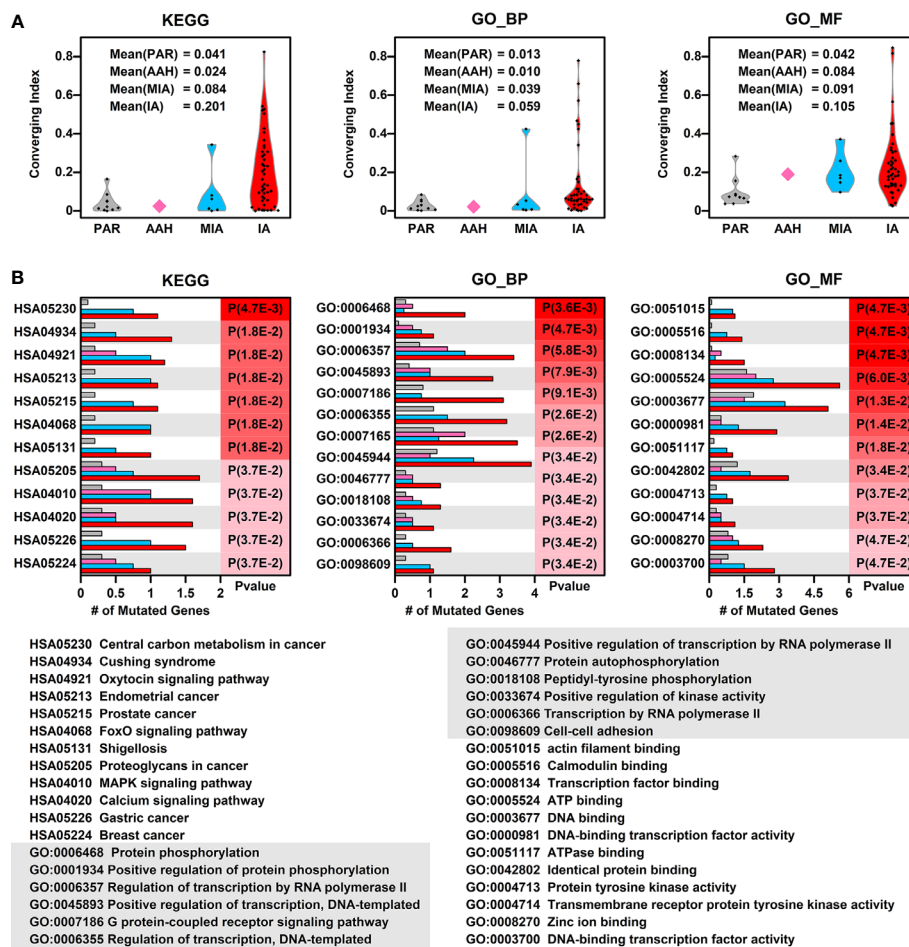 A
KEGG
GO_BP
GO_MF
Converging Index
0.8
0.6
0.4
0.2
0
Mean(PAR) = 0.041
Mean(AAH) = 0.024
Mean(MIA) = 0.084
Mean(IA) = 0.201
PAR AAH MIA IA
Converging Index
0.8
0.6
0.4
0.2
0
Mean(PAR) = 0.013
Mean(AAH) = 0.010
Mean(MIA) = 0.039
Mean(IA) = 0.059
PAR AAH MIA IA
Converging Index
0.8
0.6
0.4
0.2
0
Mean(PAR) = 0.042
Mean(AAH) = 0.084
Mean(MIA) = 0.091
Mean(IA) = 0.105
PAR AAH MIA IA
B
KEGG
GO_BP
GO_MF
HSA05230 P(4.7E-3)
HSA04934 P(1.8E-2)
HSA04921 P(1.8E-2)
HSA05213 P(1.8E-2)
HSA05215 P(1.8E-2)
HSA04068 P(1.8E-2)
HSA05131 P(1.8E-2)
HSA05205 P(3.7E-2)
HSA04010 P(3.7E-2)
HSA04020 P(3.7E-2)
HSA05226 P(3.7E-2)
HSA05224 P(3.7E-2)
Pvalue
0 0.5 1 1.5 2
# of Mutated Genes
GO:0006468 P(3.6E-3)
GO:0001934 P(4.7E-3)
GO:0006357 P(5.8E-3)
GO:0045893 P(7.9E-3)
GO:0007186 P(9.1E-3)
GO:0006355 P(2.6E-2)
GO:0007165 P(2.6E-2)
GO:0045944 P(3.4E-2)
GO:0046777 P(3.4E-2)
GO:0018108 P(3.4E-2)
GO:0033674 P(3.4E-2)
GO:0006366 P(3.4E-2)
GO:0098609 P(3.4E-2)
Pvalue
0 1 2 3 4
# of Mutated Genes
GO:0051015 P(4.7E-3)
GO:0005516 P(4.7E-3)
GO:0008134 P(4.7E-3)
GO:0005524 P(6.0E-3)
GO:0003677 P(1.3E-2)
GO:0000981 P(1.4E-2)
GO:0051117 P(1.8E-2)
GO:0042802 P(3.4E-2)
GO:0004713 P(3.7E-2)
GO:0004714 P(3.7E-2)
GO:0008270 P(4.7E-2)
GO:0003700 P(4.7E-2)
Pvalue
0 1.5 3 4.5 6
# of Mutated Genes
HSA05230 Central carbon metabolism in cancer
HSA04934 Cushing syndrome
HSA04921 Oxytocin signaling pathway
HSA05213 Endometrial cancer
HSA05215 Prostate cancer
HSA04068 FoxO signaling pathway
HSA05131 Shigellosis
HSA05205 Proteoglycans in cancer
HSA04010 MAPK signaling pathway
HSA04020 Calcium signaling pathway
HSA05226 Gastric cancer
HSA05224 Breast cancer
GO:0006468 Protein phosphorylation
GO:0001934 Positive regulation of protein phosphorylation
GO:0006357 Regulation of transcription by RNA polymerase II
GO:0045893 Positive regulation of transcription, DNA-templated
GO:0007186 G protein-coupled receptor signaling pathway
GO:0006355 Regulation of transcription, DNA-templated
GO:0045944 Positive regulation of transcription by RNA polymerase II
GO:0046777 Protein autophosphorylation
GO:0018108 Peptidyl-tyrosine phosphorylation
GO:0033674 Positive regulation of kinase activity
GO:0006366 Transcription by RNA polymerase II
GO:0098609 Cell-cell adhesion
GO:0051015 actin filament binding
GO:0005516 Calmodulin binding
GO:0008134 Transcription factor binding
GO:0005524 ATP binding
GO:0003677 DNA binding
GO:0000981 DNA-binding transcription factor activity
GO:0051117 ATPase binding
GO:0042802 Identical protein binding
GO:0004713 Protein tyrosine kinase activity
GO:0004714 Transmembrane receptor protein tyrosine kinase activity
GO:0008270 Zinc ion binding
GO:0003700 DNA-binding transcription factor activity